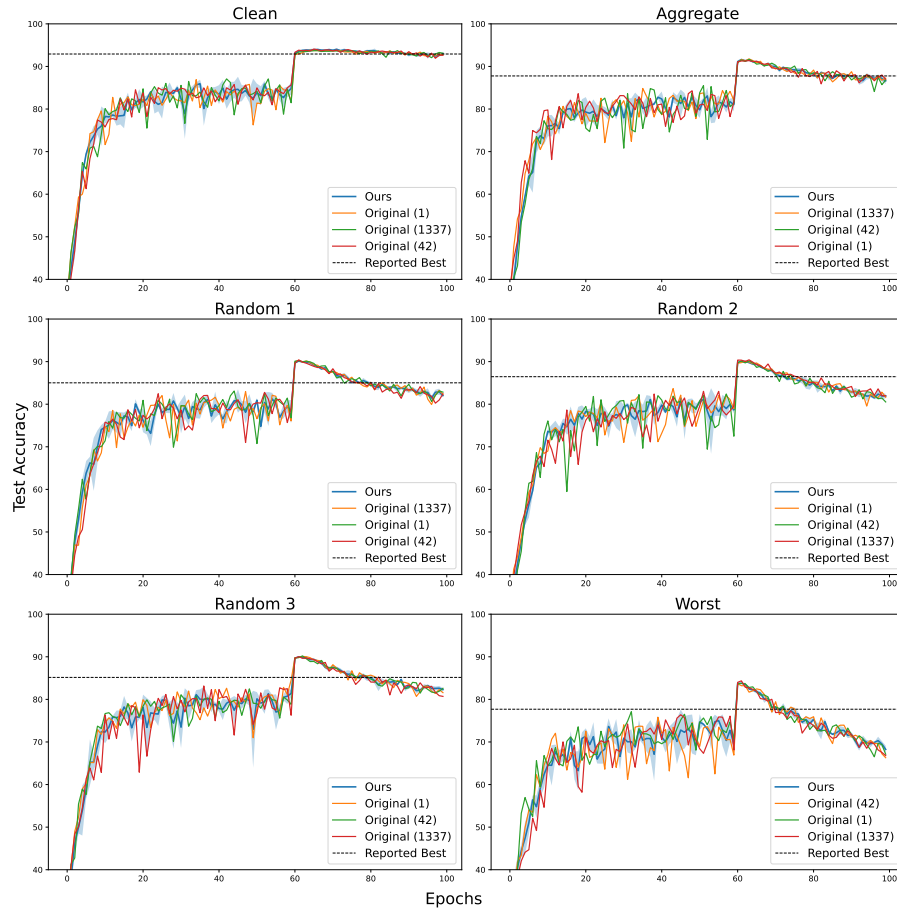 Clean
100
90
80
70
60
50
40
0 20 40 60 80 100
Ours
Original (1)
Original (1337)
Original (42)
Reported Best
Aggregate
100
90
80
70
60
50
40
0 20 40 60 80 100
Ours
Original (1337)
Original (42)
Original (1)
Reported Best
Test Accuracy
Random 1
100
90
80
70
60
50
40
0 20 40 60 80 100
Ours
Original (1337)
Original (1)
Original (42)
Reported Best
Random 2
100
90
80
70
60
50
40
0 20 40 60 80 100
Ours
Original (1)
Original (42)
Original (1337)
Reported Best
Random 3
100
90
80
70
60
50
40
0 20 40 60 80 100
Ours
Original (1)
Original (42)
Original (1337)
Reported Best
Worst
100
90
80
70
60
50
40
0 20 40 60 80 100
Ours
Original (42)
Original (1)
Original (1337)
Reported Best
Epochs